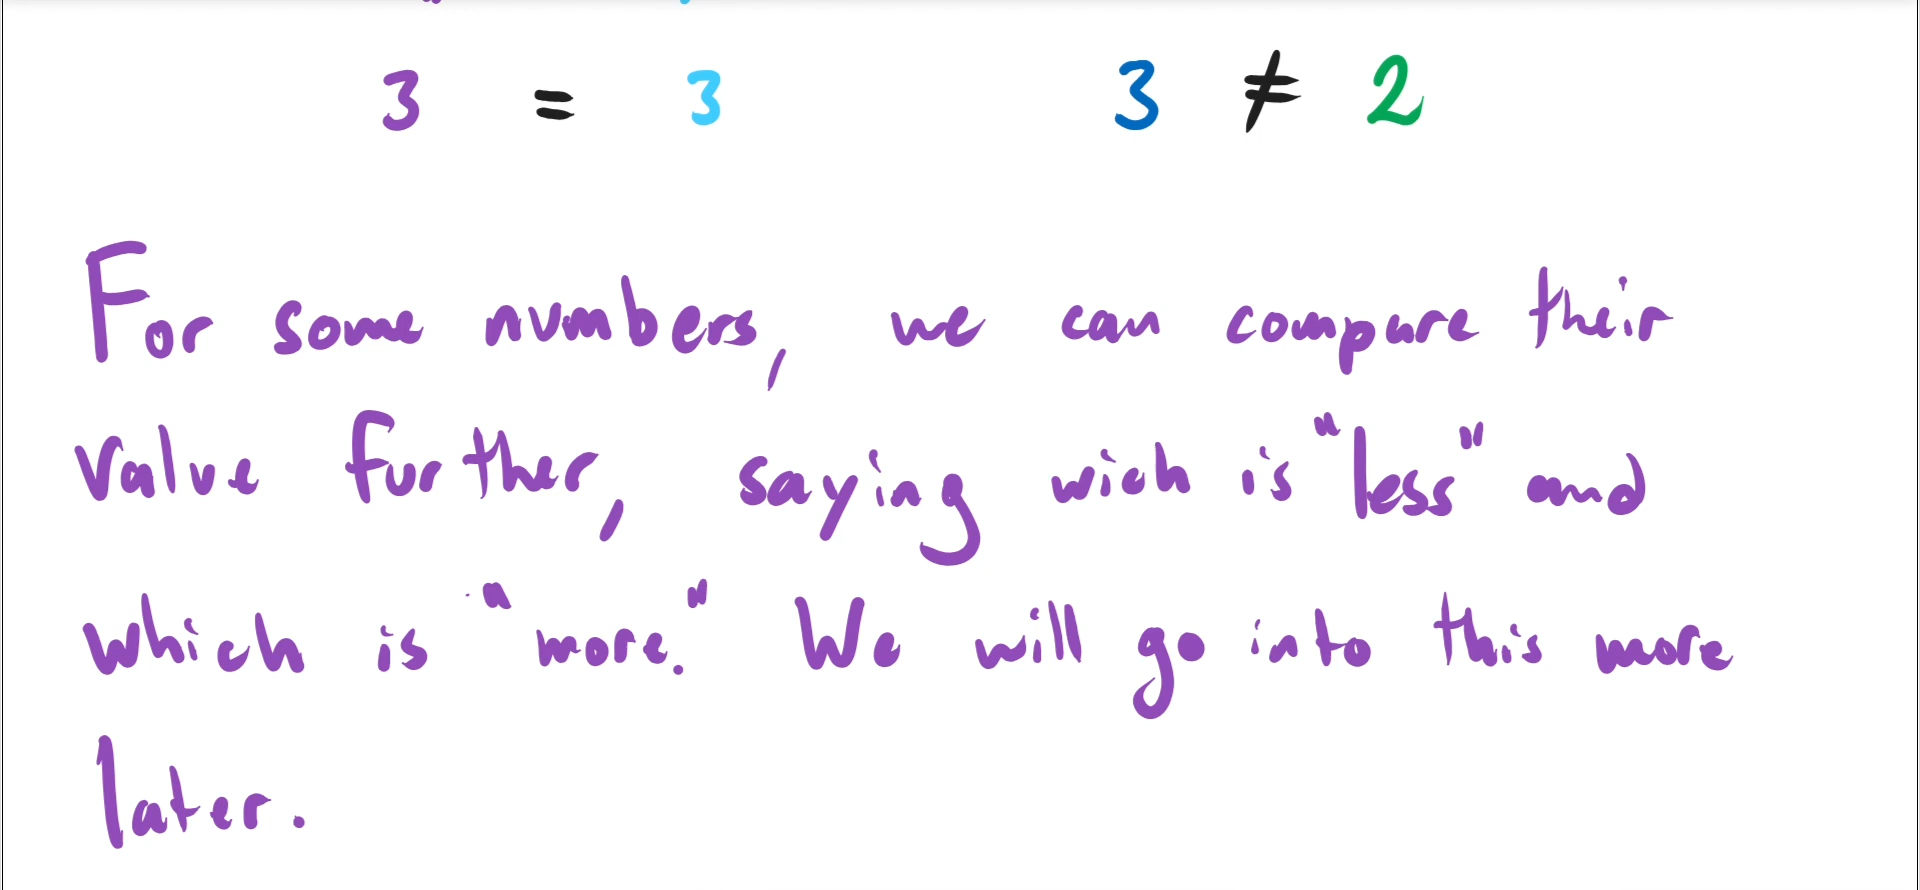 3 = 3 3 ≠ 2
For some numbers, we can compare their
value further, saying wich is "less" and
which is "more." We will go into this more
later.